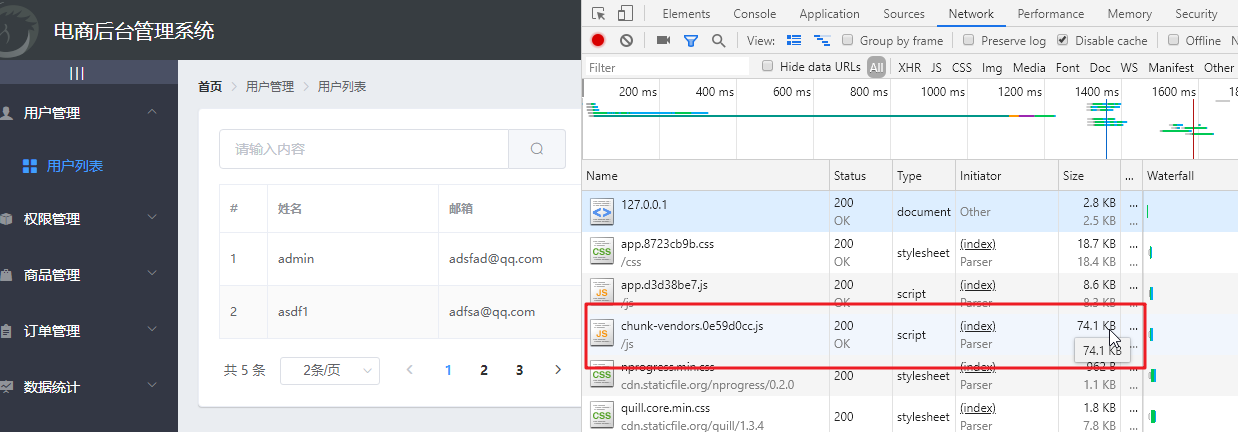 电商后台管理系统
|||
用户管理
用户列表
权限管理
商品管理
订单管理
数据统计
首页 > 用户管理 > 用户列表
请输入内容
# 姓名 邮箱
1 admin adsfad@qq.com
2 asdf1 adfsa@qq.com
共 5 条 2条/页 1 2 3
Elements Console Application Sources Network Performance Memory Security
View: Group by frame Preserve log Disable cache Offline
Filter Hide data URLs All XHR JS CSS Img Media Font Doc WS Manifest Other
200 ms 400 ms 600 ms 800 ms 1000 ms 1200 ms 1400 ms 1600 ms
Name Status Type Initiator Size ... Waterfall
127.0.0.1 200 OK document Other 2.8 KB 2.5 KB ...
app.8723cb9b.css /css 200 OK stylesheet (index) Parser 18.7 KB 18.4 KB ...
app.d3d38be7.js /js 200 OK script (index) Parser 8.6 KB 8.3 KB ...
chunk-vendors.0e59d0cc.js /js 200 OK script (index) Parser 74.1 KB ...
74.1 KB
nprogress.min.css cdn.staticfile.org/nprogress/0.2.0 200 stylesheet (index) Parser 962 B 1.1 KB ...
quill.core.min.css cdn.staticfile.org/quill/1.3.4 200 stylesheet (index) Parser 1.8 KB 7.8 KB ...